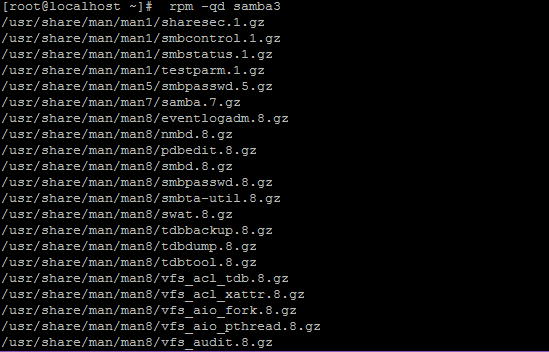 [root@localhost ~]#  rpm -qd samba3
/usr/share/man/man1/sharesec.1.gz
/usr/share/man/man1/smbcontrol.1.gz
/usr/share/man/man1/smbstatus.1.gz
/usr/share/man/man1/testparm.1.gz
/usr/share/man/man5/smbpasswd.5.gz
/usr/share/man/man7/samba.7.gz
/usr/share/man/man8/eventlogadm.8.gz
/usr/share/man/man8/nmbd.8.gz
/usr/share/man/man8/pdbedit.8.gz
/usr/share/man/man8/smbd.8.gz
/usr/share/man/man8/smbpasswd.8.gz
/usr/share/man/man8/smbta-util.8.gz
/usr/share/man/man8/swat.8.gz
/usr/share/man/man8/tdbbackup.8.gz
/usr/share/man/man8/tdbdump.8.gz
/usr/share/man/man8/tdbtool.8.gz
/usr/share/man/man8/vfs_acl_tdb.8.gz
/usr/share/man/man8/vfs_acl_xattr.8.gz
/usr/share/man/man8/vfs_aio_fork.8.gz
/usr/share/man/man8/vfs_aio_pthread.8.gz
/usr/share/man/man8/vfs_audit.8.gz